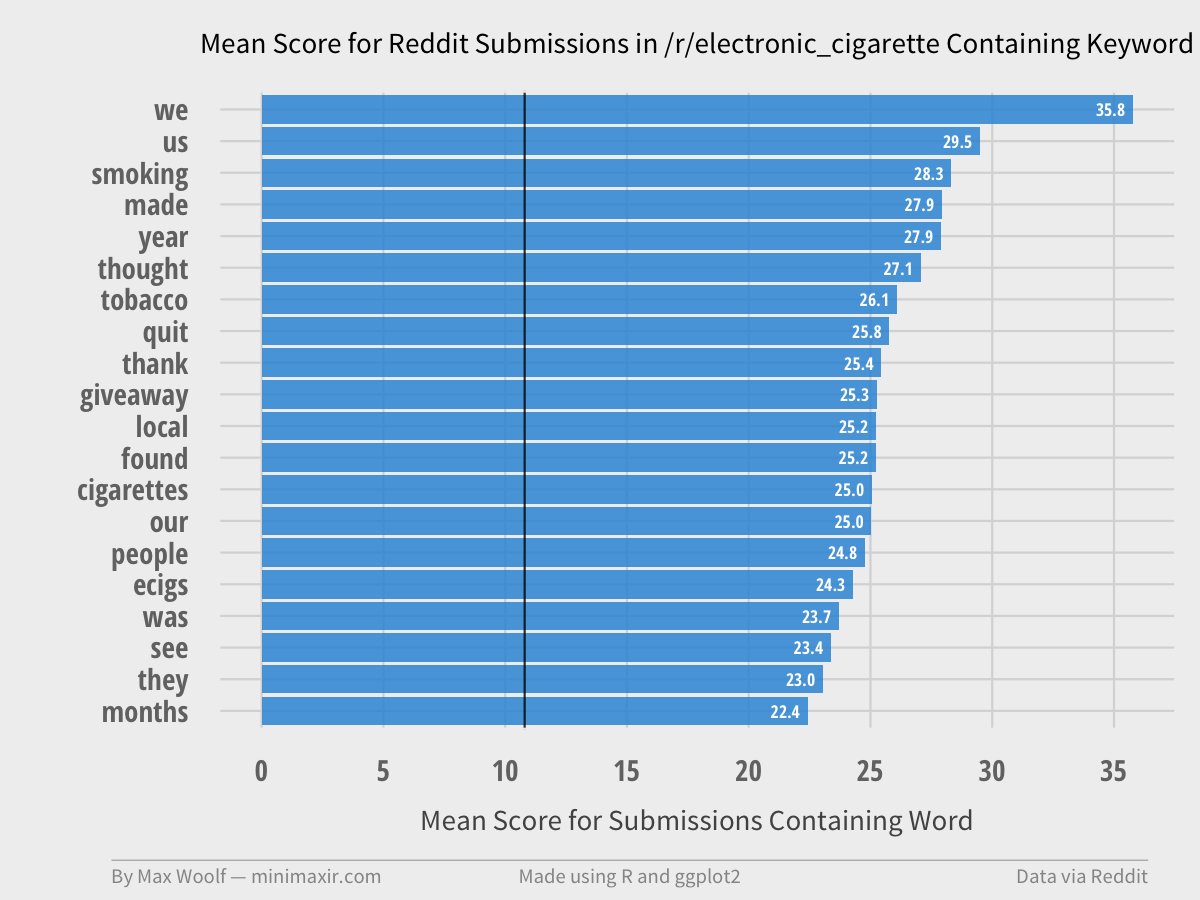 Mean Score for Reddit Submissions in /r/electronic_cigarette Containing Keyword
we 35.8
us 29.5
smoking 28.3
made 27.9
year 27.9
thought 27.1
tobacco 26.1
quit 25.8
thank 25.4
giveaway 25.3
local 25.2
found 25.2
cigarettes 25.0
our 25.0
people 24.8
ecigs 24.3
was 23.7
see 23.4
they 23.0
months 22.4
0 5 10 15 20 25 30 35
Mean Score for Submissions Containing Word
By Max Woolf — minimaxir.com Made using R and ggplot2 Data via Reddit